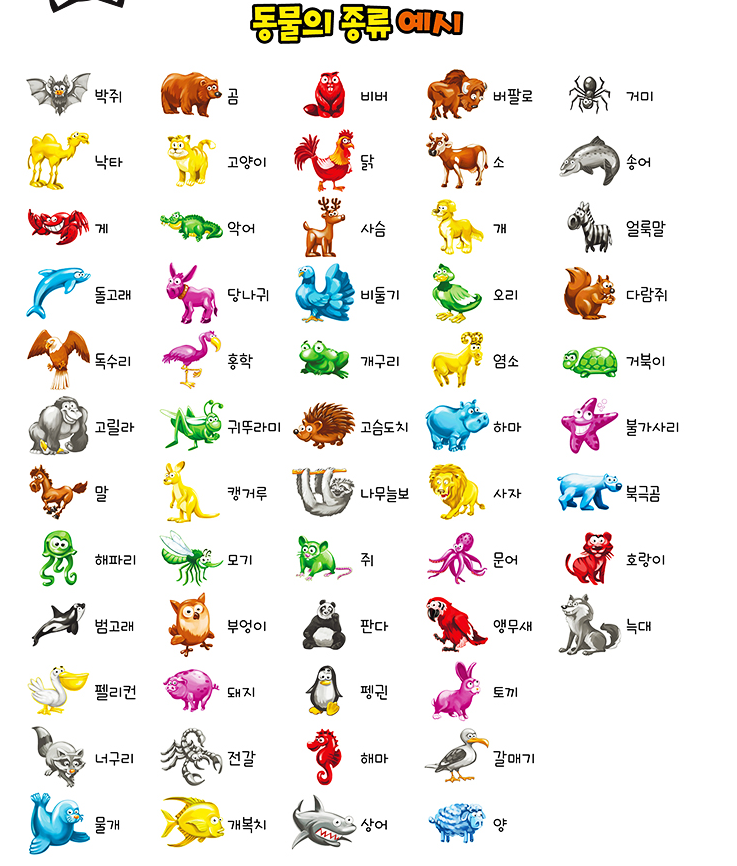 동물의 종류 예시
박쥐 곰 비버 버팔로 거미
낙타 고양이 닭 소 송어
게 악어 사슴 개 얼룩말
돌고래 당나귀 비둘기 오리 다람쥐
독수리 홍학 개구리 염소 거북이
고릴라 귀뚜라미 고슴도치 하마 불가사리
말 캥거루 나무늘보 사자 북극곰
해파리 모기 쥐 문어 호랑이
범고래 부엉이 판다 앵무새 늑대
펠리컨 돼지 펭귄 토끼
너구리 전갈 해마 갈매기
물개 개복치 상어 양